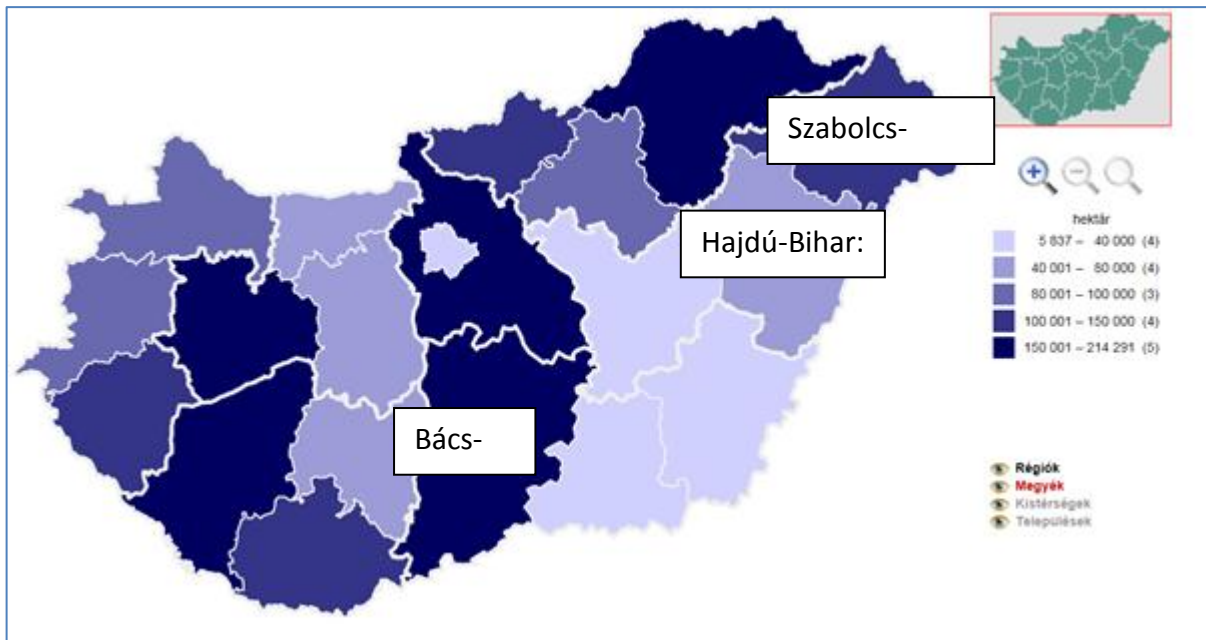 Szabolcs-
Hajdú-Bihar:
Bács-
hektár
5 837 – 40 000 (4)
40 001 – 80 000 (4)
80 001 – 100 000 (3)
100 001 – 150 000 (4)
150 001 – 214 291 (5)
Régiók
Megyék
Kistérségek
Települések